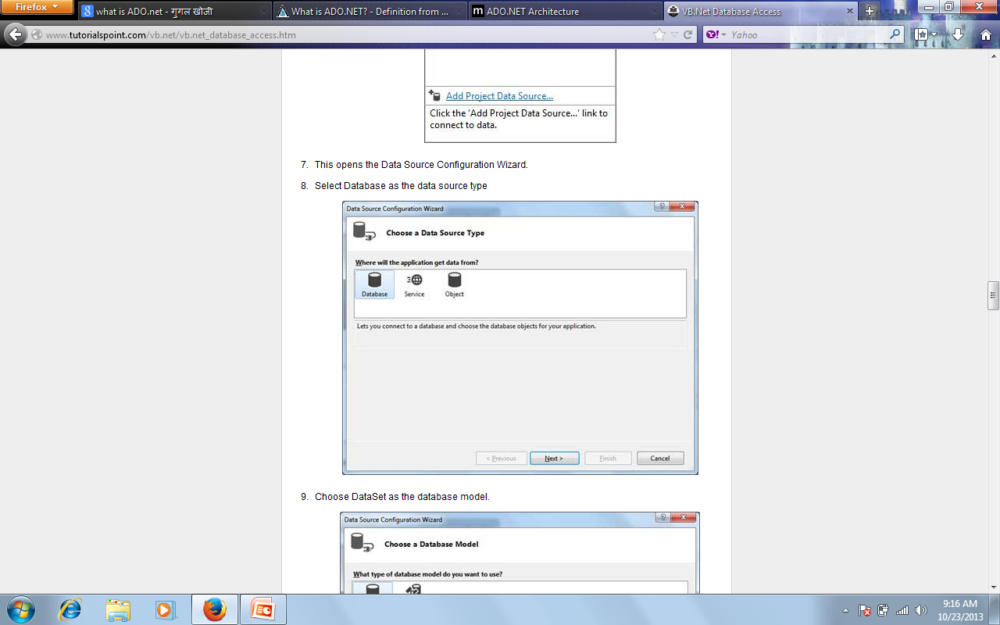 Firefox
what is ADO.net - गुगल खोजी
What is ADO.NET? - Definition from ...
ADO.NET Architecture
VB.Net Database Access
www.tutorialspoint.com/vb.net/vb.net_database_access.htm
Yahoo
Add Project Data Source...
Click the 'Add Project Data Source...' link to
connect to data.
7. This opens the Data Source Configuration Wizard.
8. Select Database as the data source type
Data Source Configuration Wizard
Choose a Data Source Type
Where will the application get data from?
Database Service Object
Lets you connect to a database and choose the database objects for your application.
< Previous Next > Finish Cancel
9. Choose DataSet as the database model.
Data Source Configuration Wizard
Choose a Database Model
What type of database model do you want to use?
9:16 AM
10/23/2013